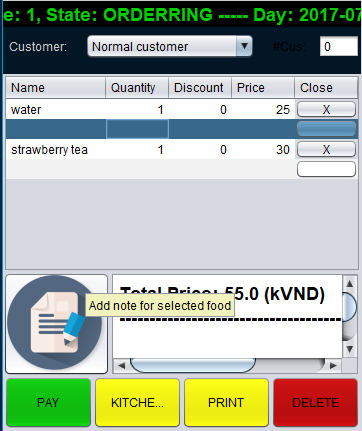 e: 1, State: ORDERRING ----- Day: 2017-07
Customer: Normal customer #Cus: 0
Name Quantity Discount Price Close
water 1 0 25 X
strawberry tea 1 0 30 X
Total Price: 55.0 (kVND)
Add note for selected food
PAY KITCHE... PRINT DELETE